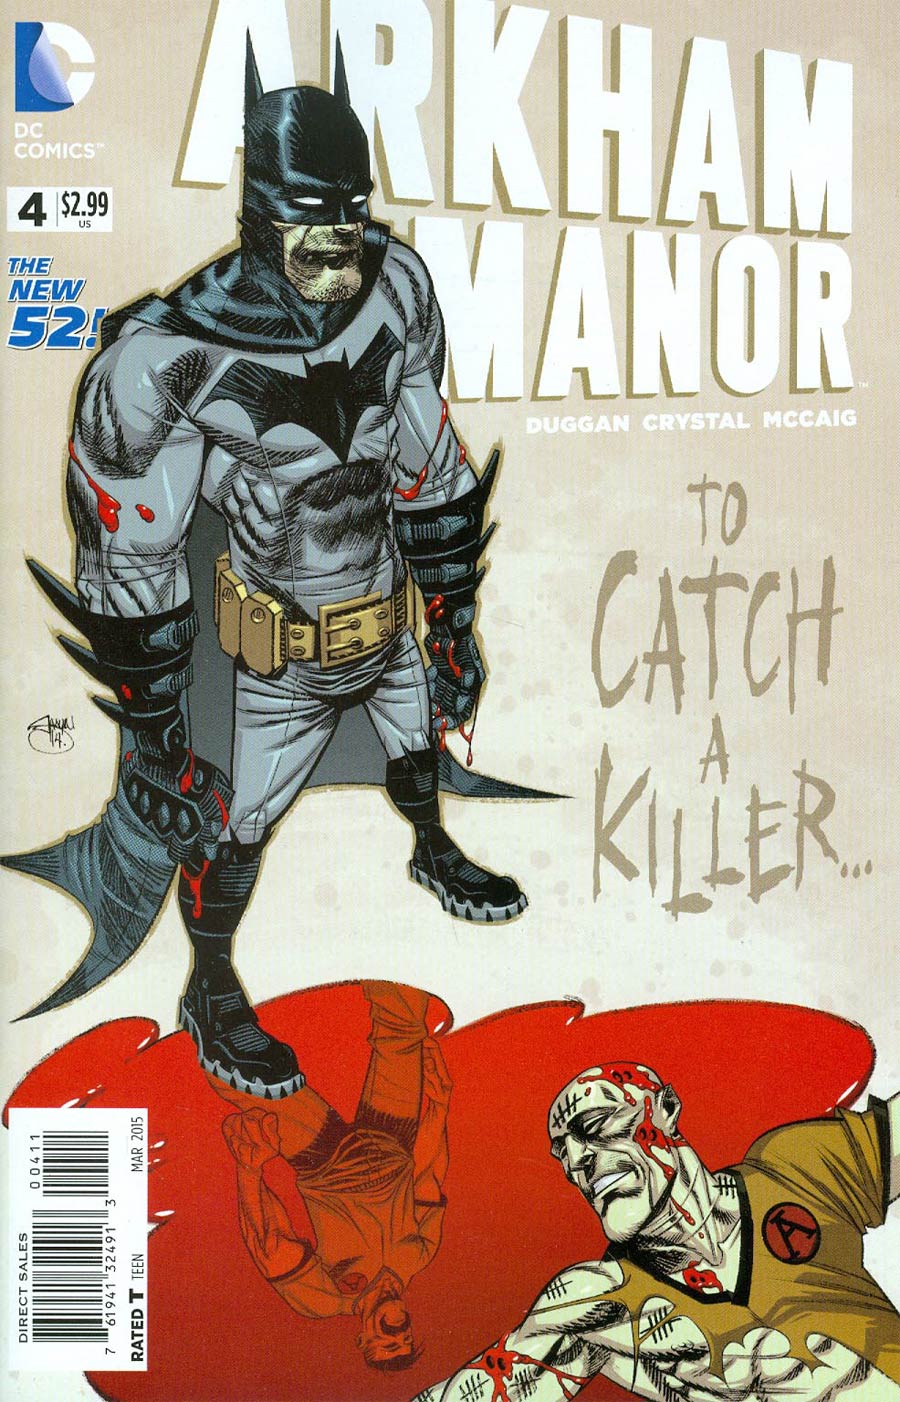 ARKHAM
MANOR
DC
COMICS™
4
$2.99
US
THE
NEW
52!
DUGGAN CRYSTAL MCCAIG
TO
CATCH
A
KILLER...
A
00411
MAR 2015
DIRECT SALES
7 61941 32491 3
RATED T TEEN